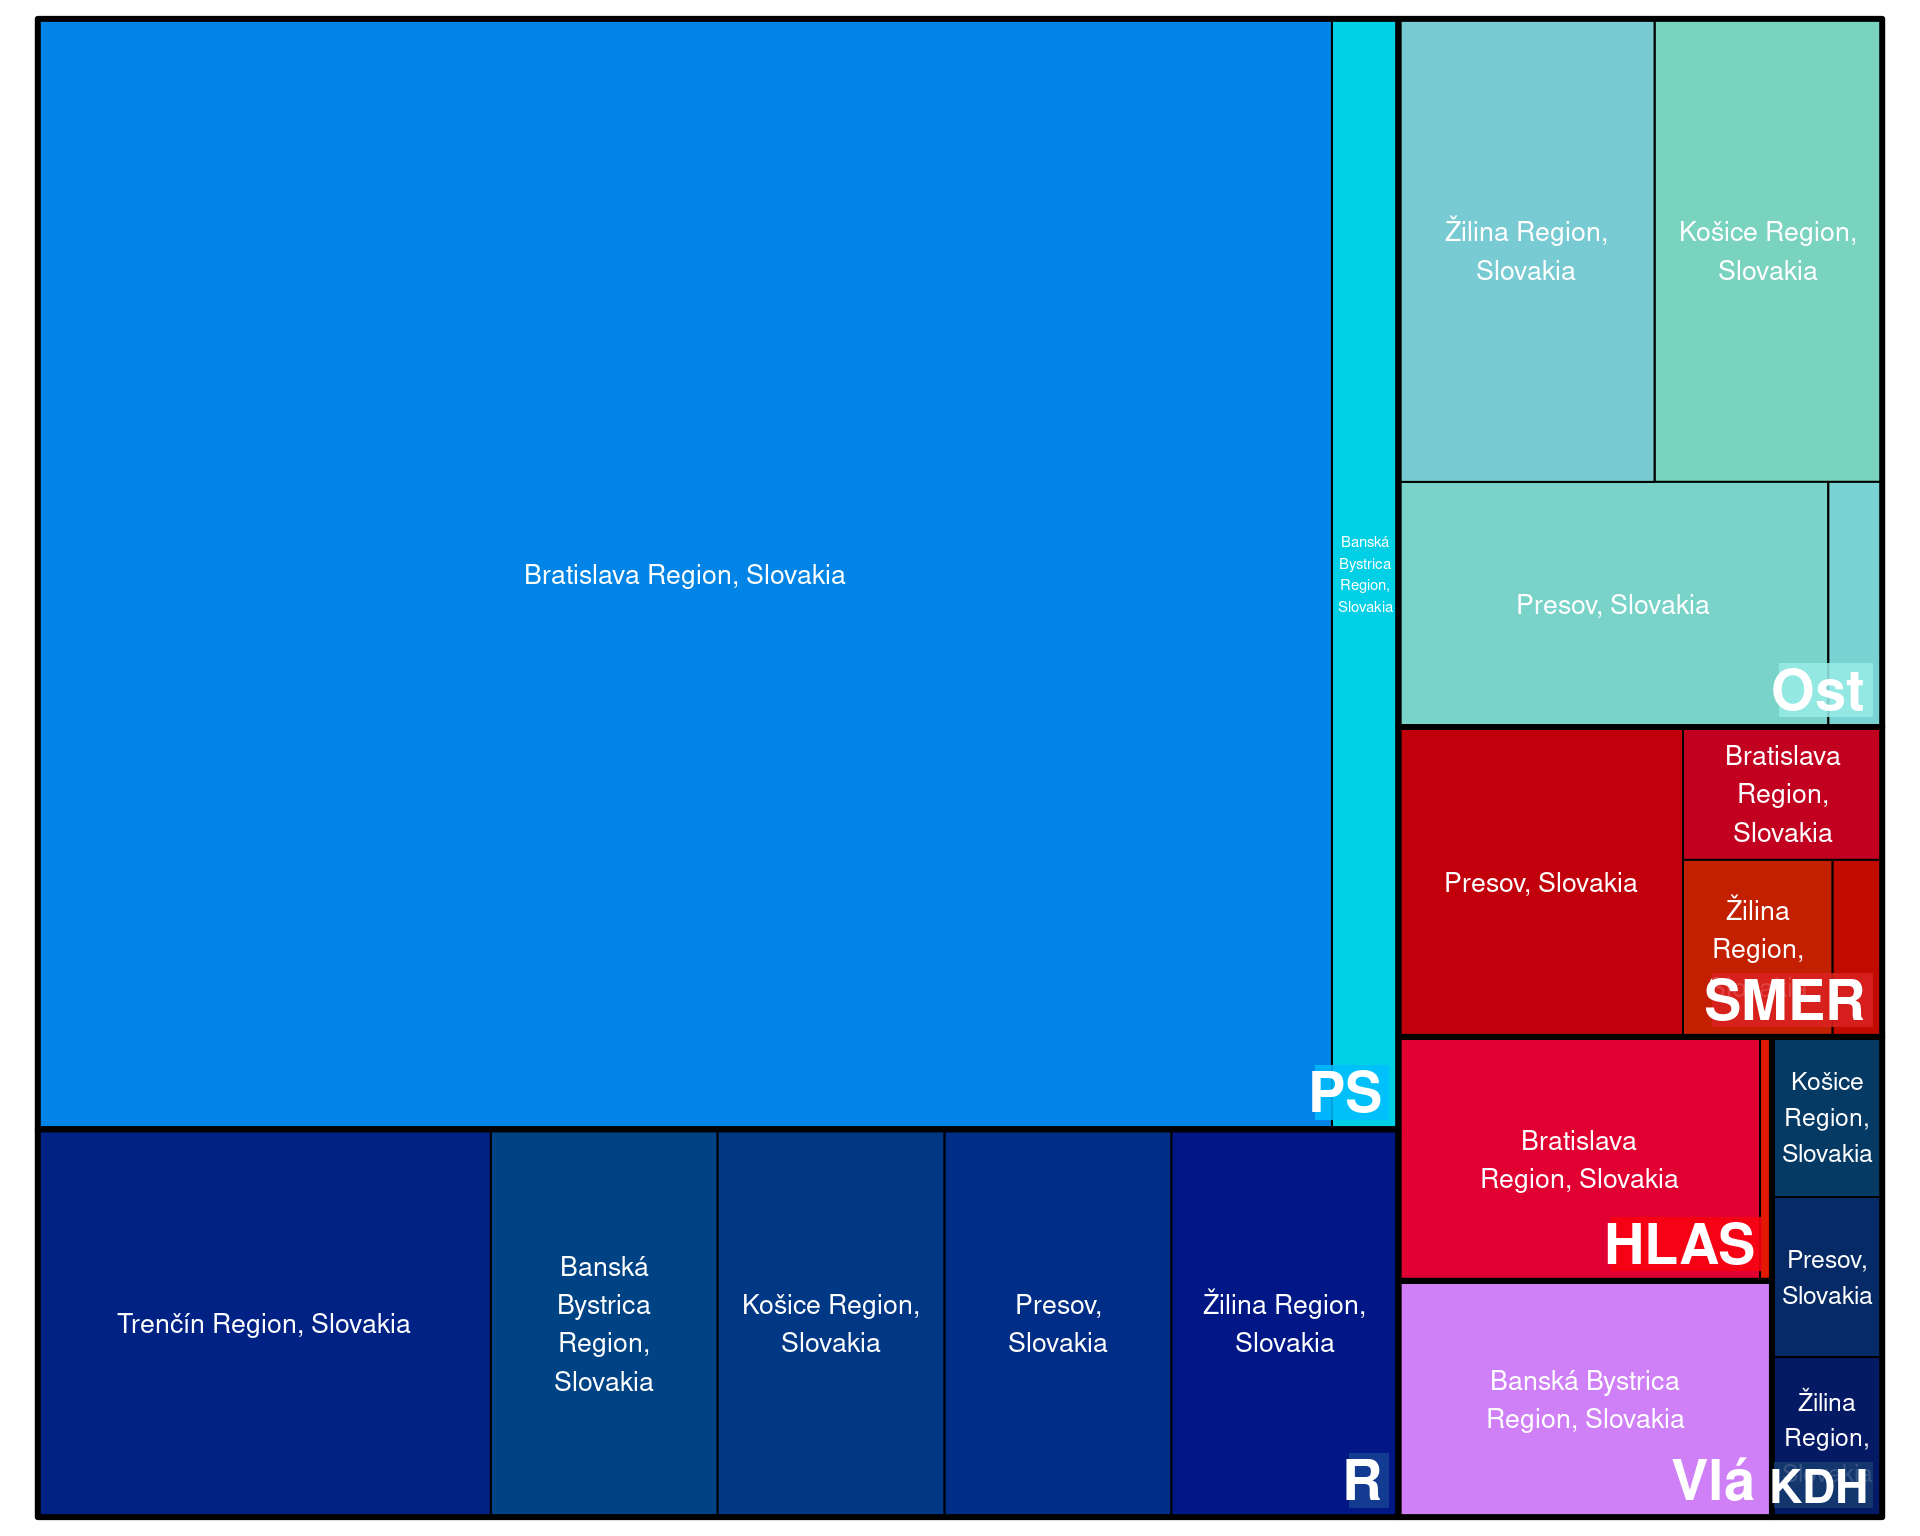 Bratislava Region, Slovakia
Banská
Bystrica
Region,
Slovakia
PS
Žilina Region,
Slovakia
Košice Region,
Slovakia
Presov, Slovakia
Ost
Presov, Slovakia
Bratislava
Region,
Slovakia
Žilina
Region,
SMER
Trenčín Region, Slovakia
Banská
Bystrica
Region,
Slovakia
Košice Region,
Slovakia
Presov,
Slovakia
Žilina Region,
Slovakia
R
Bratislava
Region, Slovakia
HLAS
Banská Bystrica
Region, Slovakia
Vlá
Košice
Region,
Slovakia
Presov,
Slovakia
Žilina
Region,
KDH